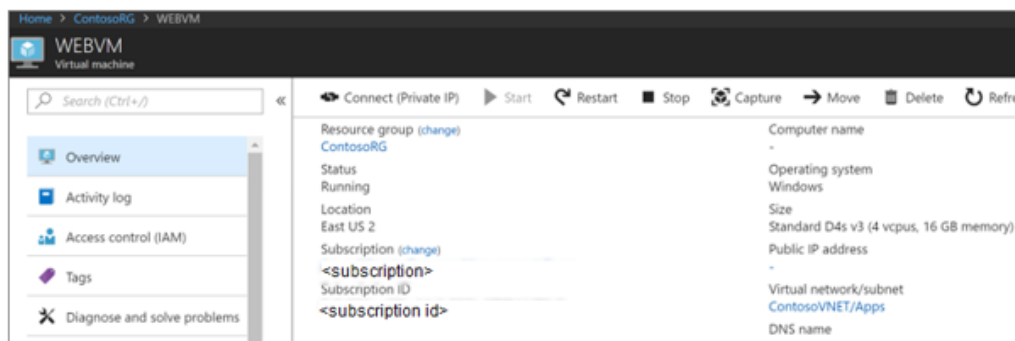 Home > ContosoRG > WEBVM
WEBVM
Virtual machine
Search (Ctrl+/)
«
Connect (Private IP) Start Restart Stop Capture Move Delete Refre
Overview
Activity log
Access control (IAM)
Tags
Diagnose and solve problems
Resource group (change)
ContosoRG
Status
Running
Location
East US 2
Subscription (change)
<subscription>
Subscription ID
<subscription id>
Computer name
-
Operating system
Windows
Size
Standard D4s v3 (4 vcpus, 16 GB memory)
Public IP address
-
Virtual network/subnet
ContosoVNET/Apps
DNS name